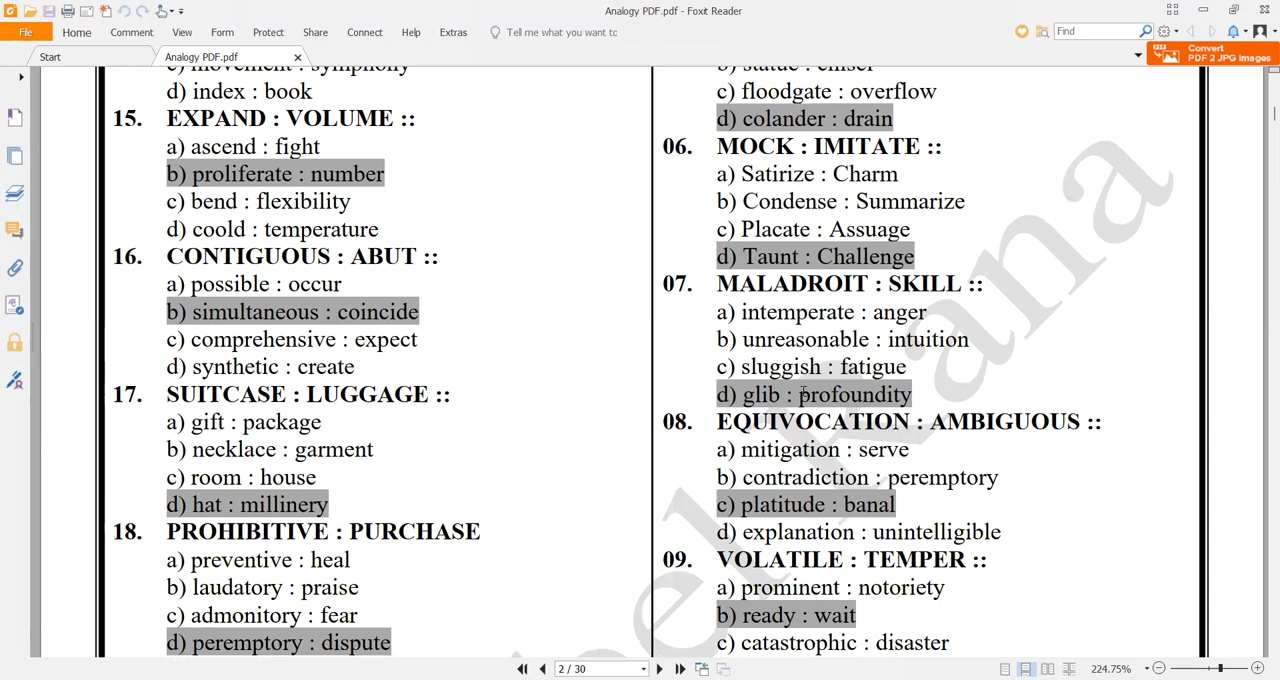 Analogy PDF.pdf - Foxit Reader
File Home Comment View Form Protect Share Connect Help Extras Tell me what you want tc Find
Start Analogy PDF.pdf
Convert
PDF 2 JPG Images
d) index : book
15. EXPAND : VOLUME ::
a) ascend : fight
b) proliferate : number
c) bend : flexibility
d) coold : temperature
16. CONTIGUOUS : ABUT ::
a) possible : occur
b) simultaneous : coincide
c) comprehensive : expect
d) synthetic : create
17. SUITCASE : LUGGAGE ::
a) gift : package
b) necklace : garment
c) room : house
d) hat : millinery
18. PROHIBITIVE : PURCHASE
a) preventive : heal
b) laudatory : praise
c) admonitory : fear
d) peremptory : dispute
c) floodgate : overflow
d) colander : drain
06. MOCK : IMITATE ::
a) Satirize : Charm
b) Condense : Summarize
c) Placate : Assuage
d) Taunt : Challenge
07. MALADROIT : SKILL ::
a) intemperate : anger
b) unreasonable : intuition
c) sluggish : fatigue
d) glib : profoundity
08. EQUIVOCATION : AMBIGUOUS ::
a) mitigation : serve
b) contradiction : peremptory
c) platitude : banal
d) explanation : unintelligible
09. VOLATILE : TEMPER ::
a) prominent : notoriety
b) ready : wait
c) catastrophic : disaster
Rana
2 / 30
224.75%